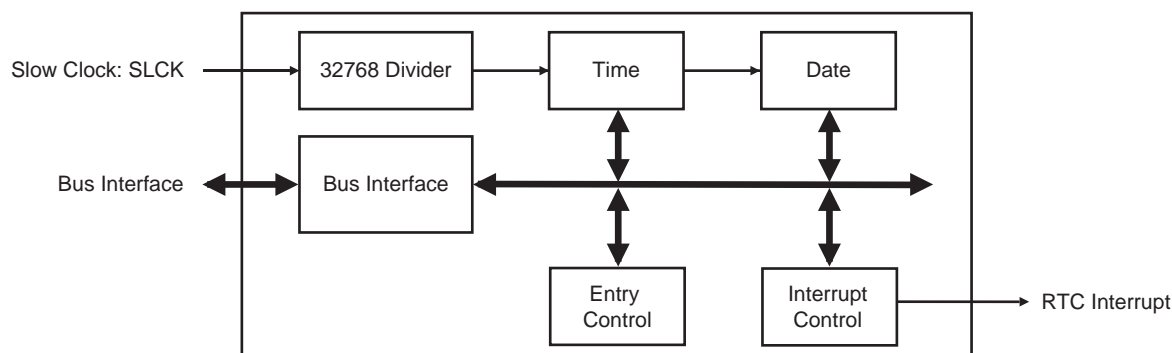 Slow Clock: SLCK
32768 Divider
Time
Date
Bus Interface
Bus Interface
Entry
Control
Interrupt
Control
RTC Interrupt